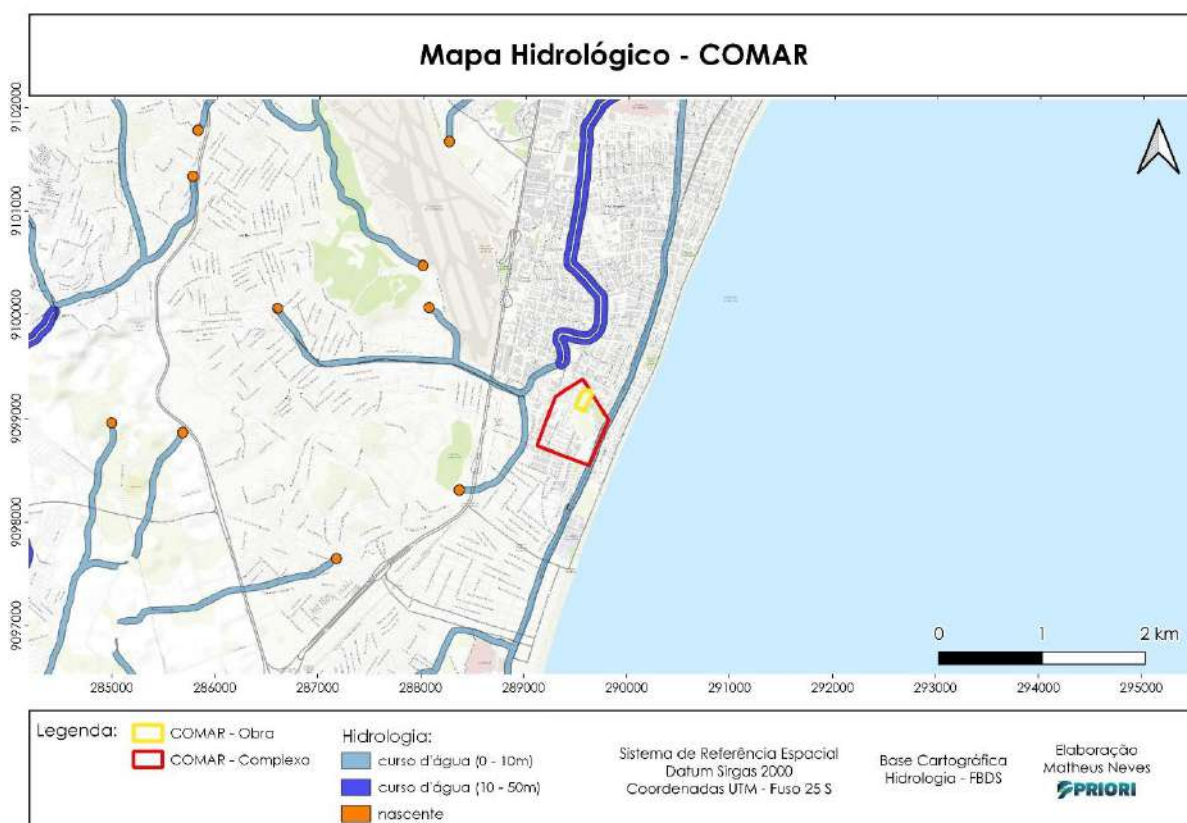 Mapa Hidrológico - COMAR
9102000
9101000
9100000
9099000
9098000
9097000
0 1 2 km
285000 286000 287000 288000 289000 290000 291000 292000 293000 294000 295000
Legenda:
COMAR - Obra
COMAR - Complexo
Hidrologia:
curso d'água (0 - 10m)
curso d'água (10 - 50m)
nascente
Sistema de Referência Espacial
Datum Sirgas 2000
Coordenadas UTM - Fuso 25 S
Base Cartográfica
Hidrologia - FBDS
Elaboração
Matheus Neves
PRIORI